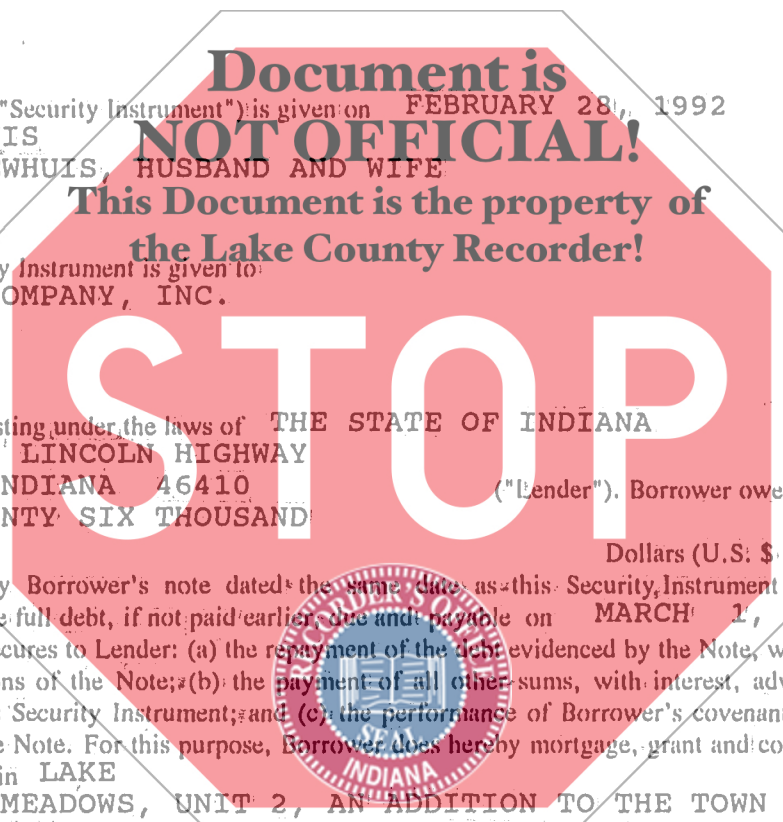 Document is
"Security Instrument") is given on FEBRUARY 28, 1992
IS
NOT OFFICIAL!
WHUIS, HUSBAND AND WIFE
This Document is the property of
the Lake County Recorder!
y Instrument is given to
OMPANY, INC.
STOP
sting under the laws of THE STATE OF INDIANA
LINCOLN HIGHWAY
NDIANA 46410 ("Lender"). Borrower owe
NTY SIX THOUSAND
Dollars (U.S. $
y Borrower's note dated the same date as this Security Instrument
e full debt, if not paid earlier, due and payable on MARCH 1,
cures to Lender: (a) the repayment of the debt evidenced by the Note, w
ns of the Note; (b) the payment of all other sums, with interest, adv
Security Instrument; and (c) the performance of Borrower's covenan
e Note. For this purpose, Borrower does hereby mortgage, grant and co
in LAKE
MEADOWS, UNIT 2, AN ADDITION TO THE TOWN
RECORDER'S OFFICE
SEAL
INDIANA